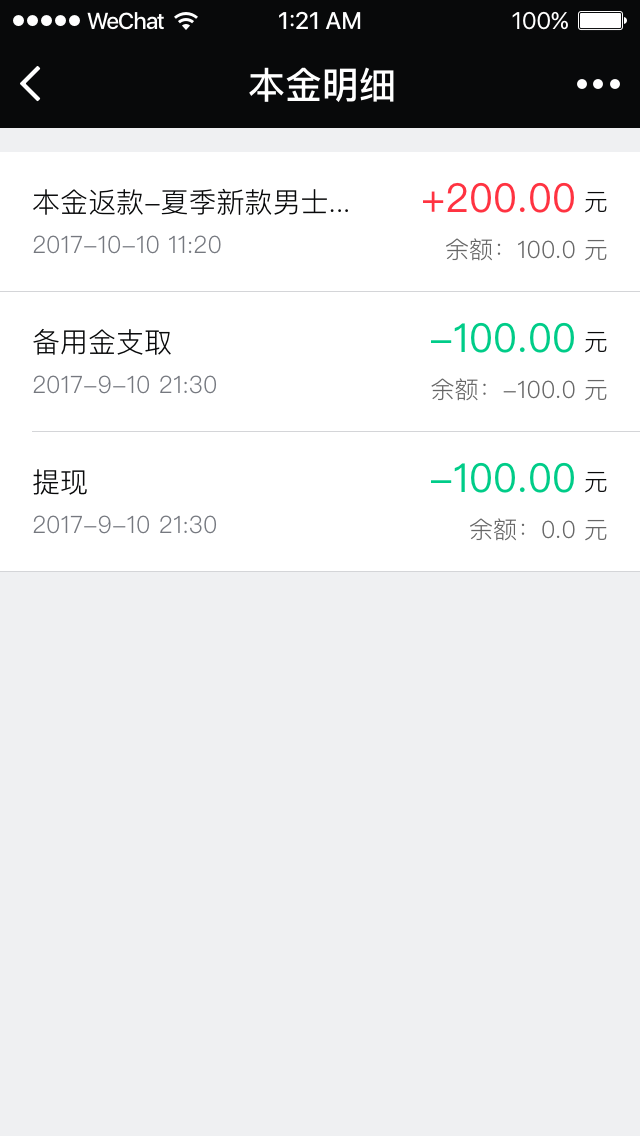 WeChat 1:21 AM 100%
本金明细
本金返款-夏季新款男士... +200.00 元
2017-10-10 11:20 余额：100.0 元
备用金支取 -100.00 元
2017-9-10 21:30 余额：-100.0 元
提现 -100.00 元
2017-9-10 21:30 余额：0.0 元